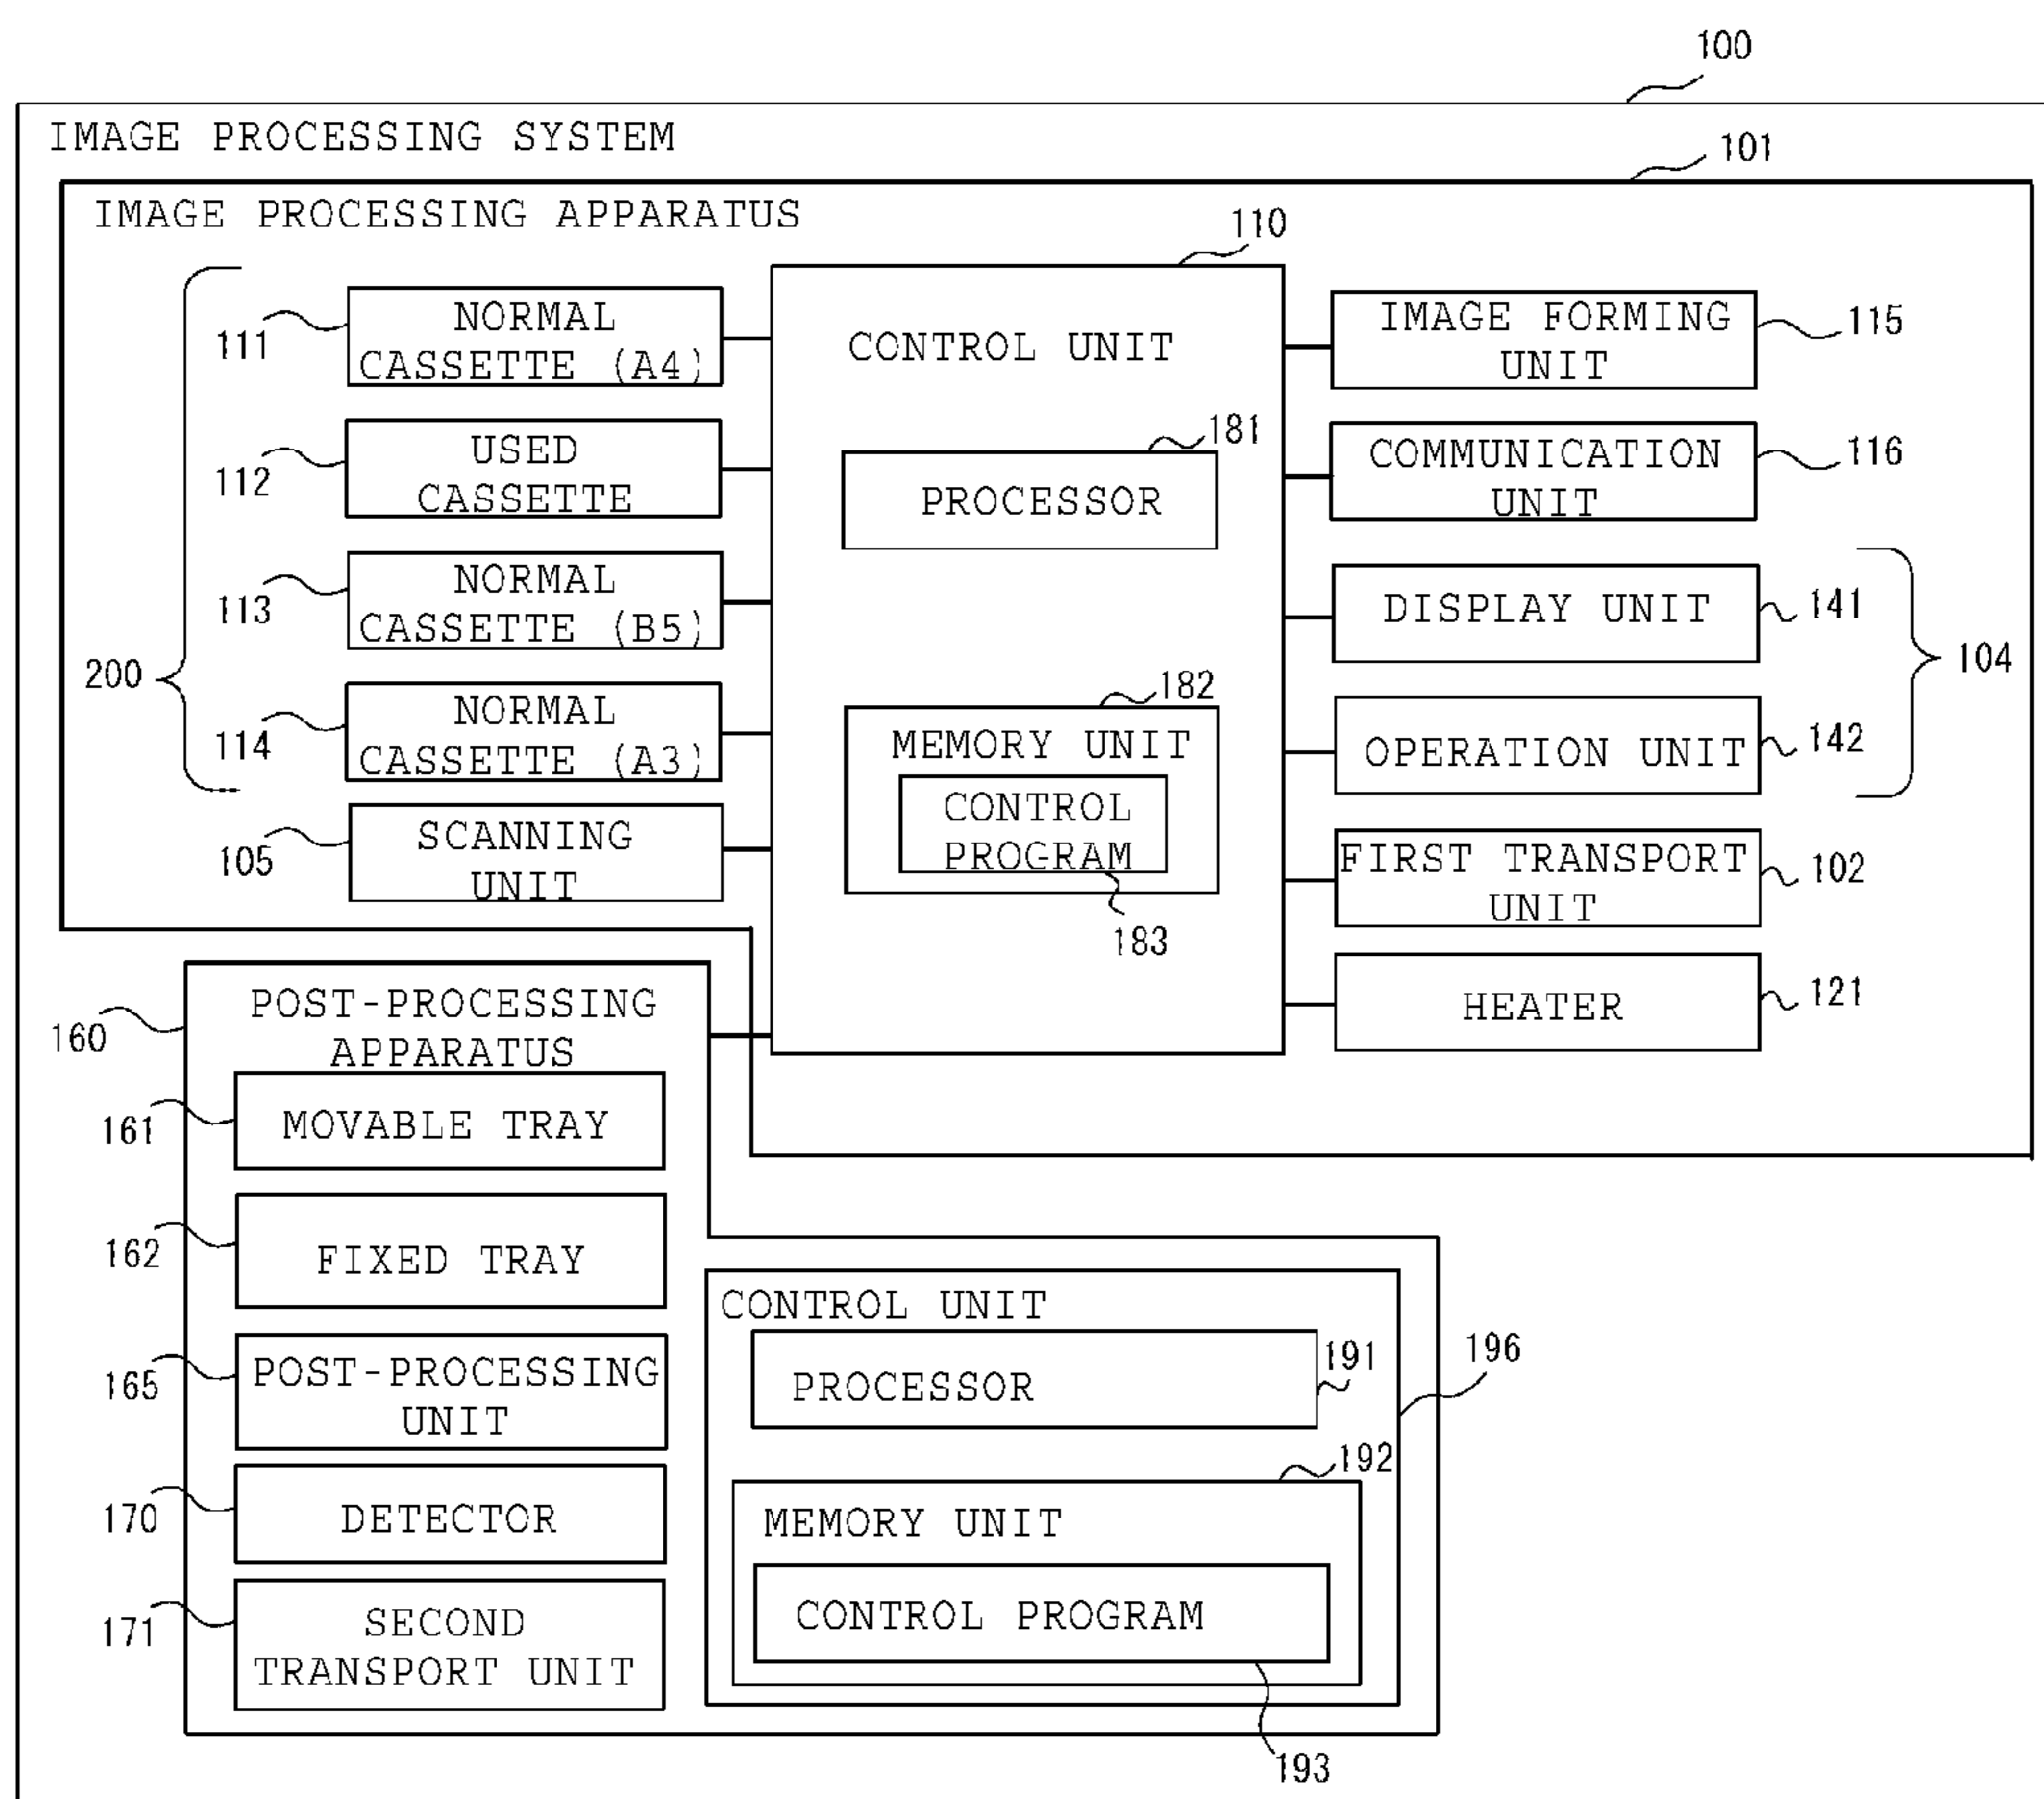 100
IMAGE PROCESSING SYSTEM
101
IMAGE PROCESSING APPARATUS
110
111
NORMAL
CASSETTE (A4)
112
USED
CASSETTE
113
NORMAL
CASSETTE (B5)
200
114
NORMAL
CASSETTE (A3)
105
SCANNING
UNIT
CONTROL UNIT
181
PROCESSOR
182
MEMORY UNIT
CONTROL
PROGRAM
183
IMAGE FORMING
UNIT
115
COMMUNICATION
UNIT
116
DISPLAY UNIT
141
104
OPERATION UNIT
142
FIRST TRANSPORT
UNIT
102
HEATER
121
160
POST-PROCESSING
APPARATUS
161
MOVABLE TRAY
162
FIXED TRAY
165
POST-PROCESSING
UNIT
170
DETECTOR
171
SECOND
TRANSPORT UNIT
CONTROL UNIT
196
PROCESSOR
191
192
MEMORY UNIT
CONTROL PROGRAM
193